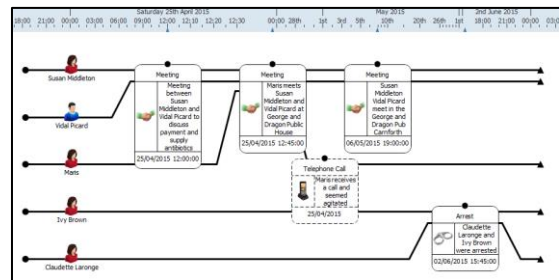 Saturday 25th April 2015
May 2015
2nd June 2015
18:00 21:00 00:00 03:00 06:00 09:00 12:00 12:10 12:20 12:30 00:00 28th 1st 3rd 5th 10th 20th 26th 1st 18:00 21:00 00:00 03:0
Susan Middleton
Vidal Picard
Maris
Ivy Brown
Claudette Laronge
Meeting
Meeting
between
Susan
Middleton and
Vidal Picard to
discuss
payment and
supply
antibiotics
25/04/2015 12:00:00
Meeting
Maris meets
Susan
Middleton and
Vidal Picard at
George and
Dragon Public
House
25/04/2015 12:45:00
Meeting
Susan
Middleton
Vidal Picard
meet in the
George and
Dragon Pub
Carnforth
06/05/2015 19:00:00
Telephone Call
Maris receives
a call and
seemed
agitated
25/04/2015
Arrest
Claudette
Laronge and
Ivy Brown
were arrested
02/06/2015 15:45:00